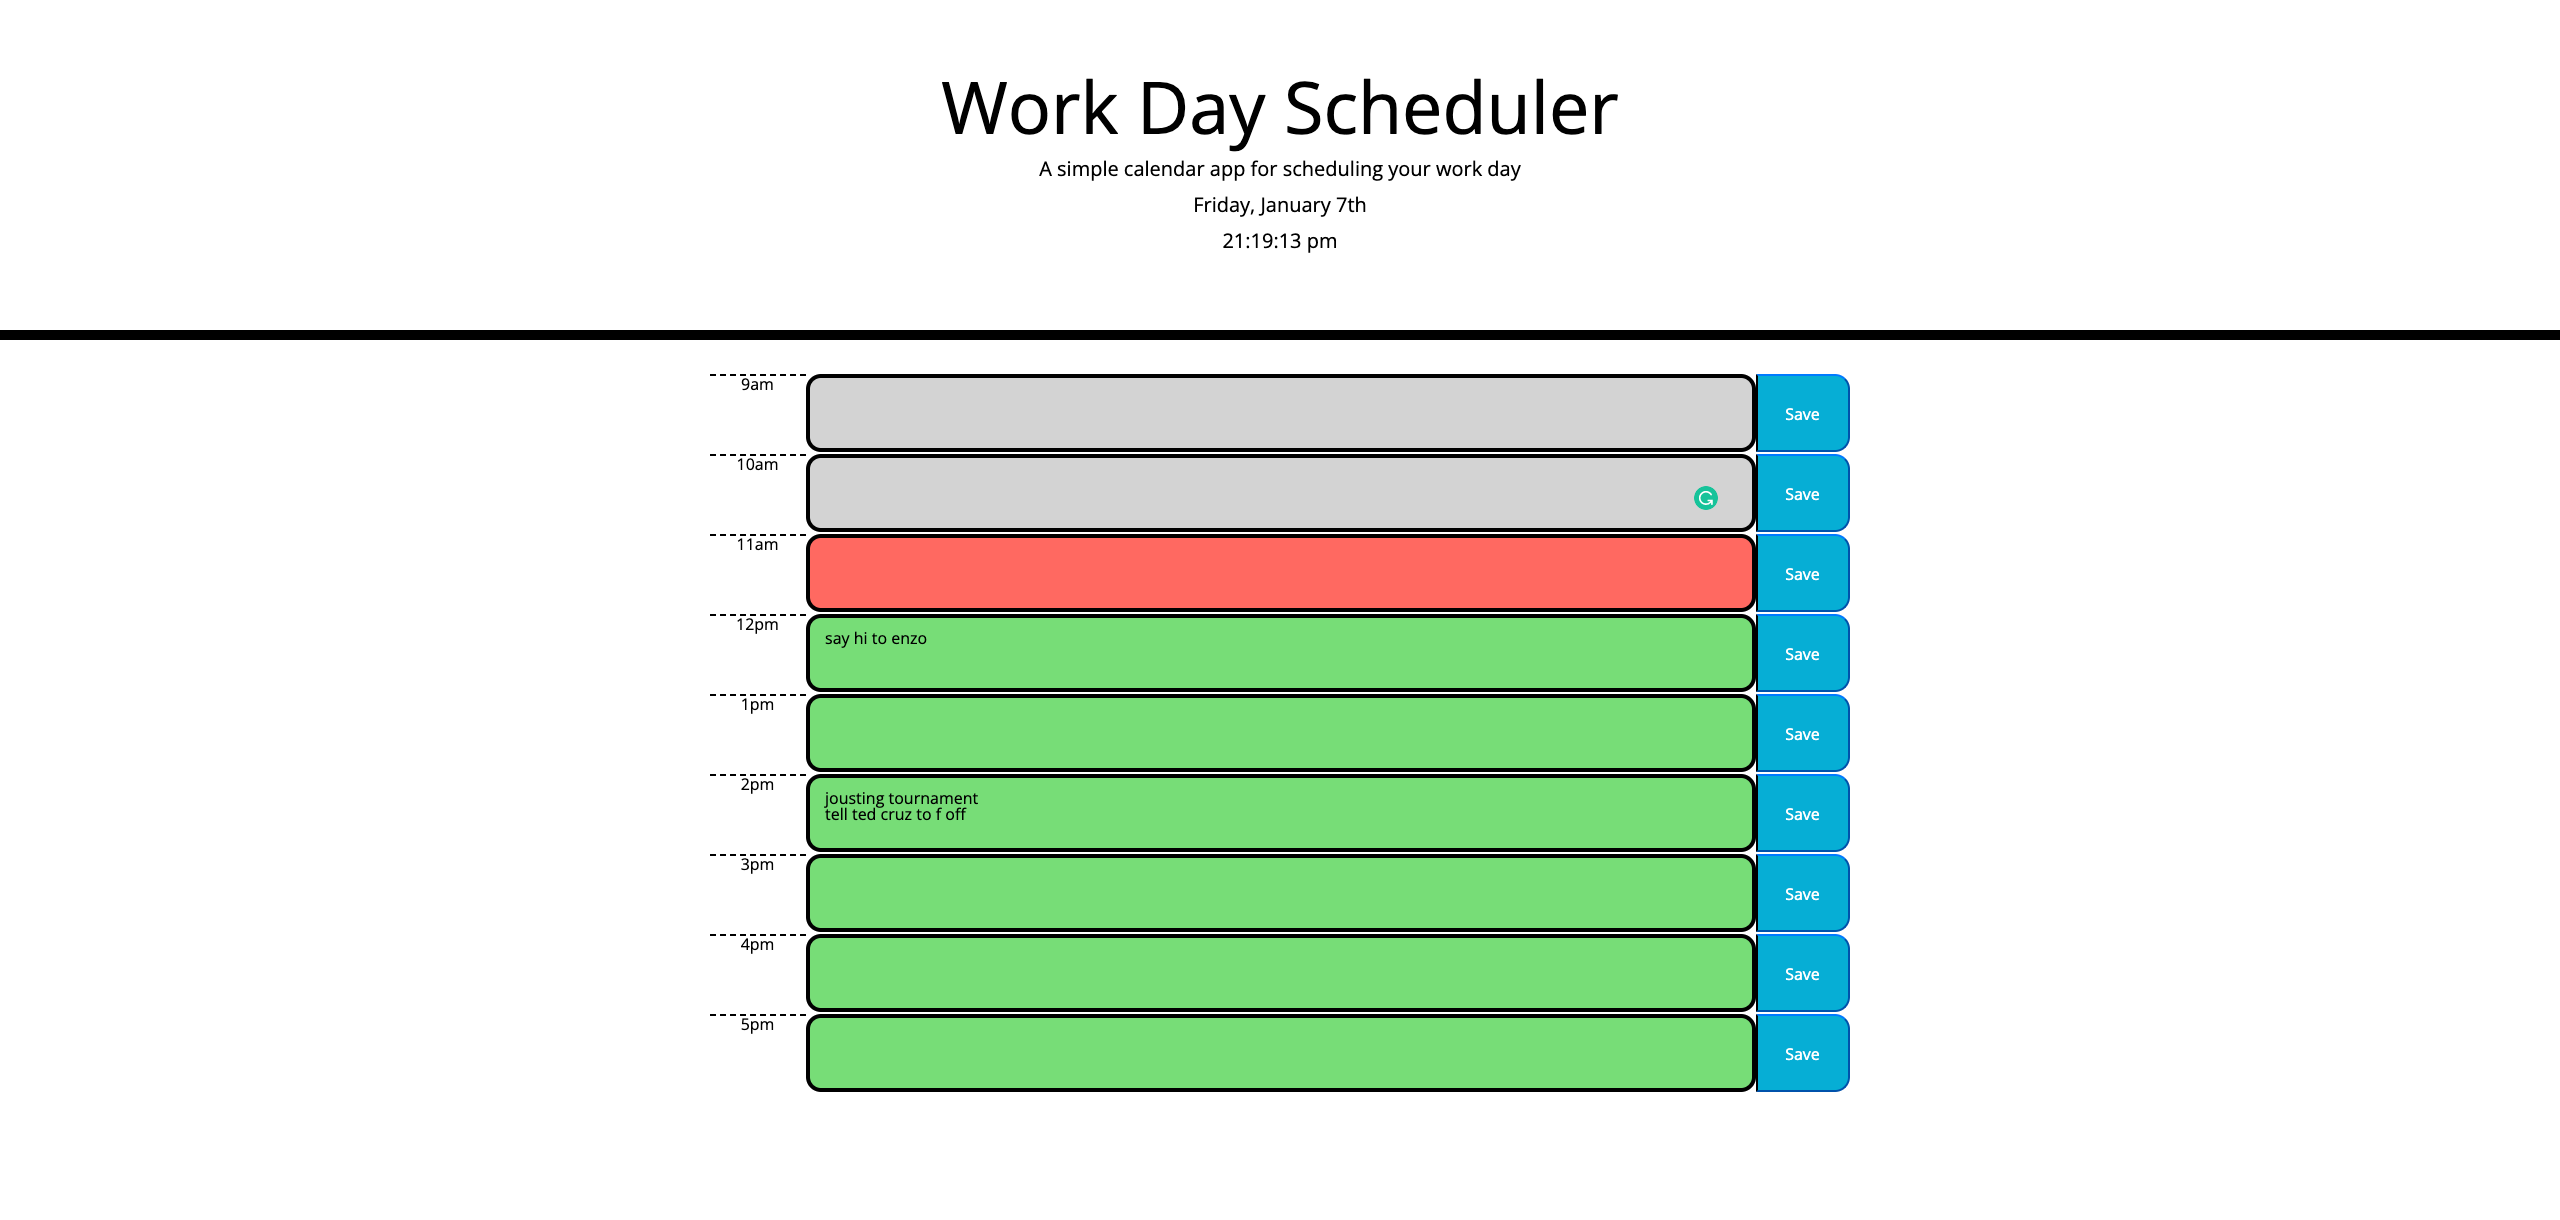 Work Day Scheduler
A simple calendar app for scheduling your work day
Friday, January 7th
21:19:13 pm
9am
Save
10am
Save
11am
Save
12pm
say hi to enzo
Save
1pm
Save
2pm
jousting tournament
tell ted cruz to f off
Save
3pm
Save
4pm
Save
5pm
Save